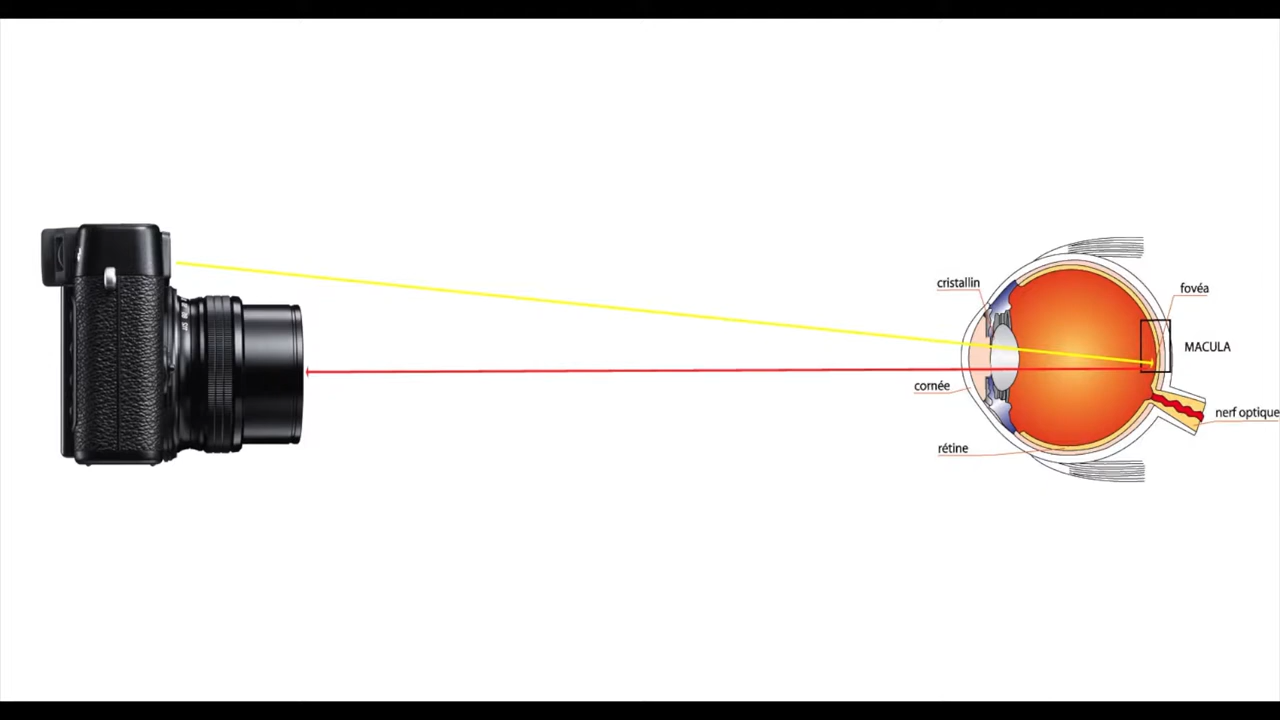 cristallin
fovéa
MACULA
cornée
nerf optique
rétine